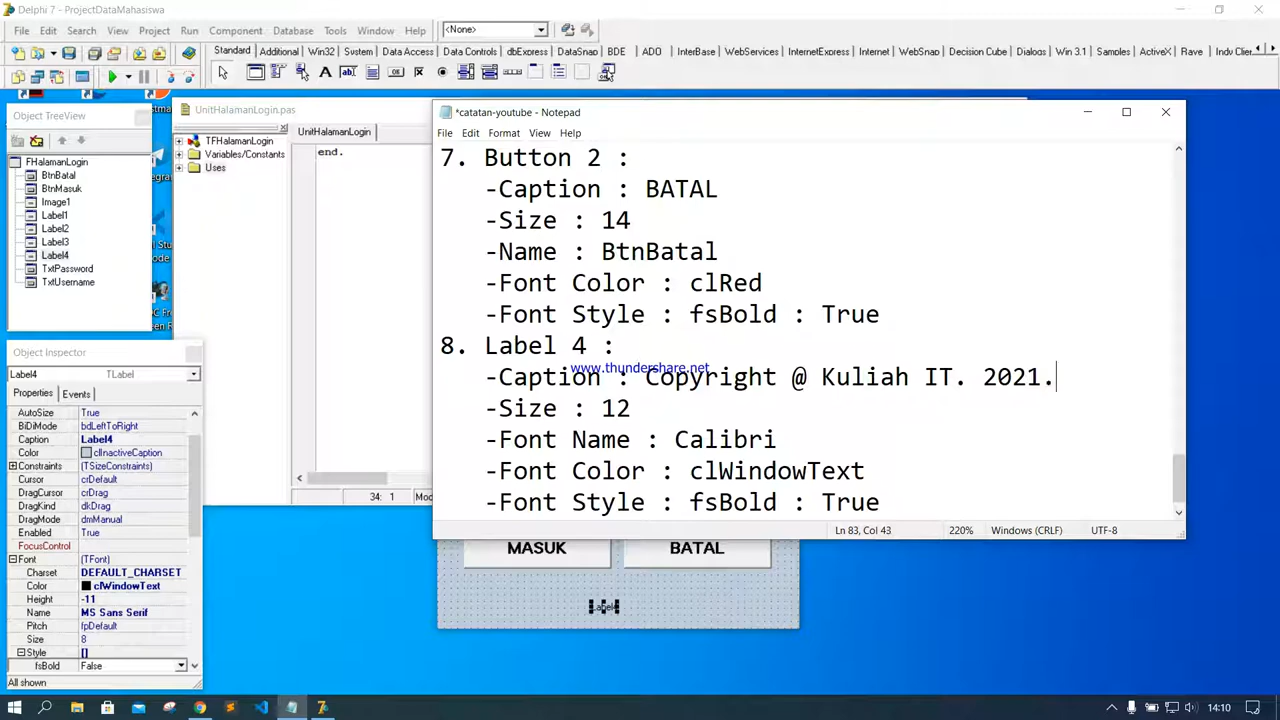 Delphi 7 - ProjectDataMahasiswa
File Edit Search View Project Run Component Database Tools Window Help
<None>
Standard Additional Win32 System Data Access Data Controls dbExpress DataSnap BDE ADO InterBase WebServices InternetExpress Internet WebSnap Decision Cube Dialogs Win 3.1 Samples ActiveX Rave Indy Client
Object TreeView
FHalamanLogin
BtnBatal
BtnMasuk
Image1
Label1
Label2
Label3
Label4
TxtPassword
TxtUsername
UnitHalamanLogin.pas
TFHalamanLogin
Variables/Constants
Uses
UnitHalamanLogin
end.
34: 1
*catatan-youtube - Notepad
File Edit Format View Help
7. Button 2 :
-Caption : BATAL
-Size : 14
-Name : BtnBatal
-Font Color : clRed
-Font Style : fsBold : True
8. Label 4 :
www.thundershare.net
-Caption : Copyright @ Kuliah IT. 2021.
-Size : 12
-Font Name : Calibri
-Font Color : clWindowText
-Font Style : fsBold : True
Ln 83, Col 43 220% Windows (CRLF) UTF-8
MASUK BATAL
Object Inspector
Label4 TLabel
Properties Events
AutoSize True
BiDiMode bdLeftToRight
Caption Label4
Color clInactiveCaption
Constraints (TSizeConstraints)
Cursor crDefault
DragCursor crDrag
DragKind dkDrag
DragMode dmManual
Enabled True
FocusControl
Font (TFont)
Charset DEFAULT_CHARSET
Color clWindowText
Height -11
Name MS Sans Serif
Pitch fpDefault
Size 8
Style []
fsBold False
All shown
14:10